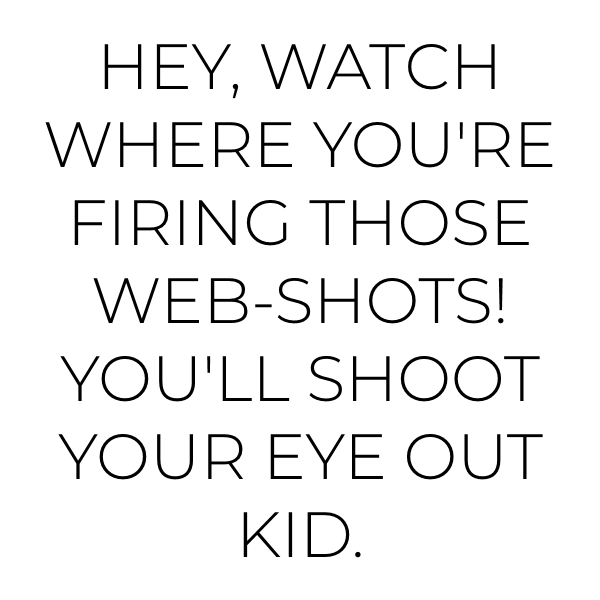 HEY, WATCH
WHERE YOU'RE
FIRING THOSE
WEB-SHOTS!
YOU'LL SHOOT
YOUR EYE OUT
KID.